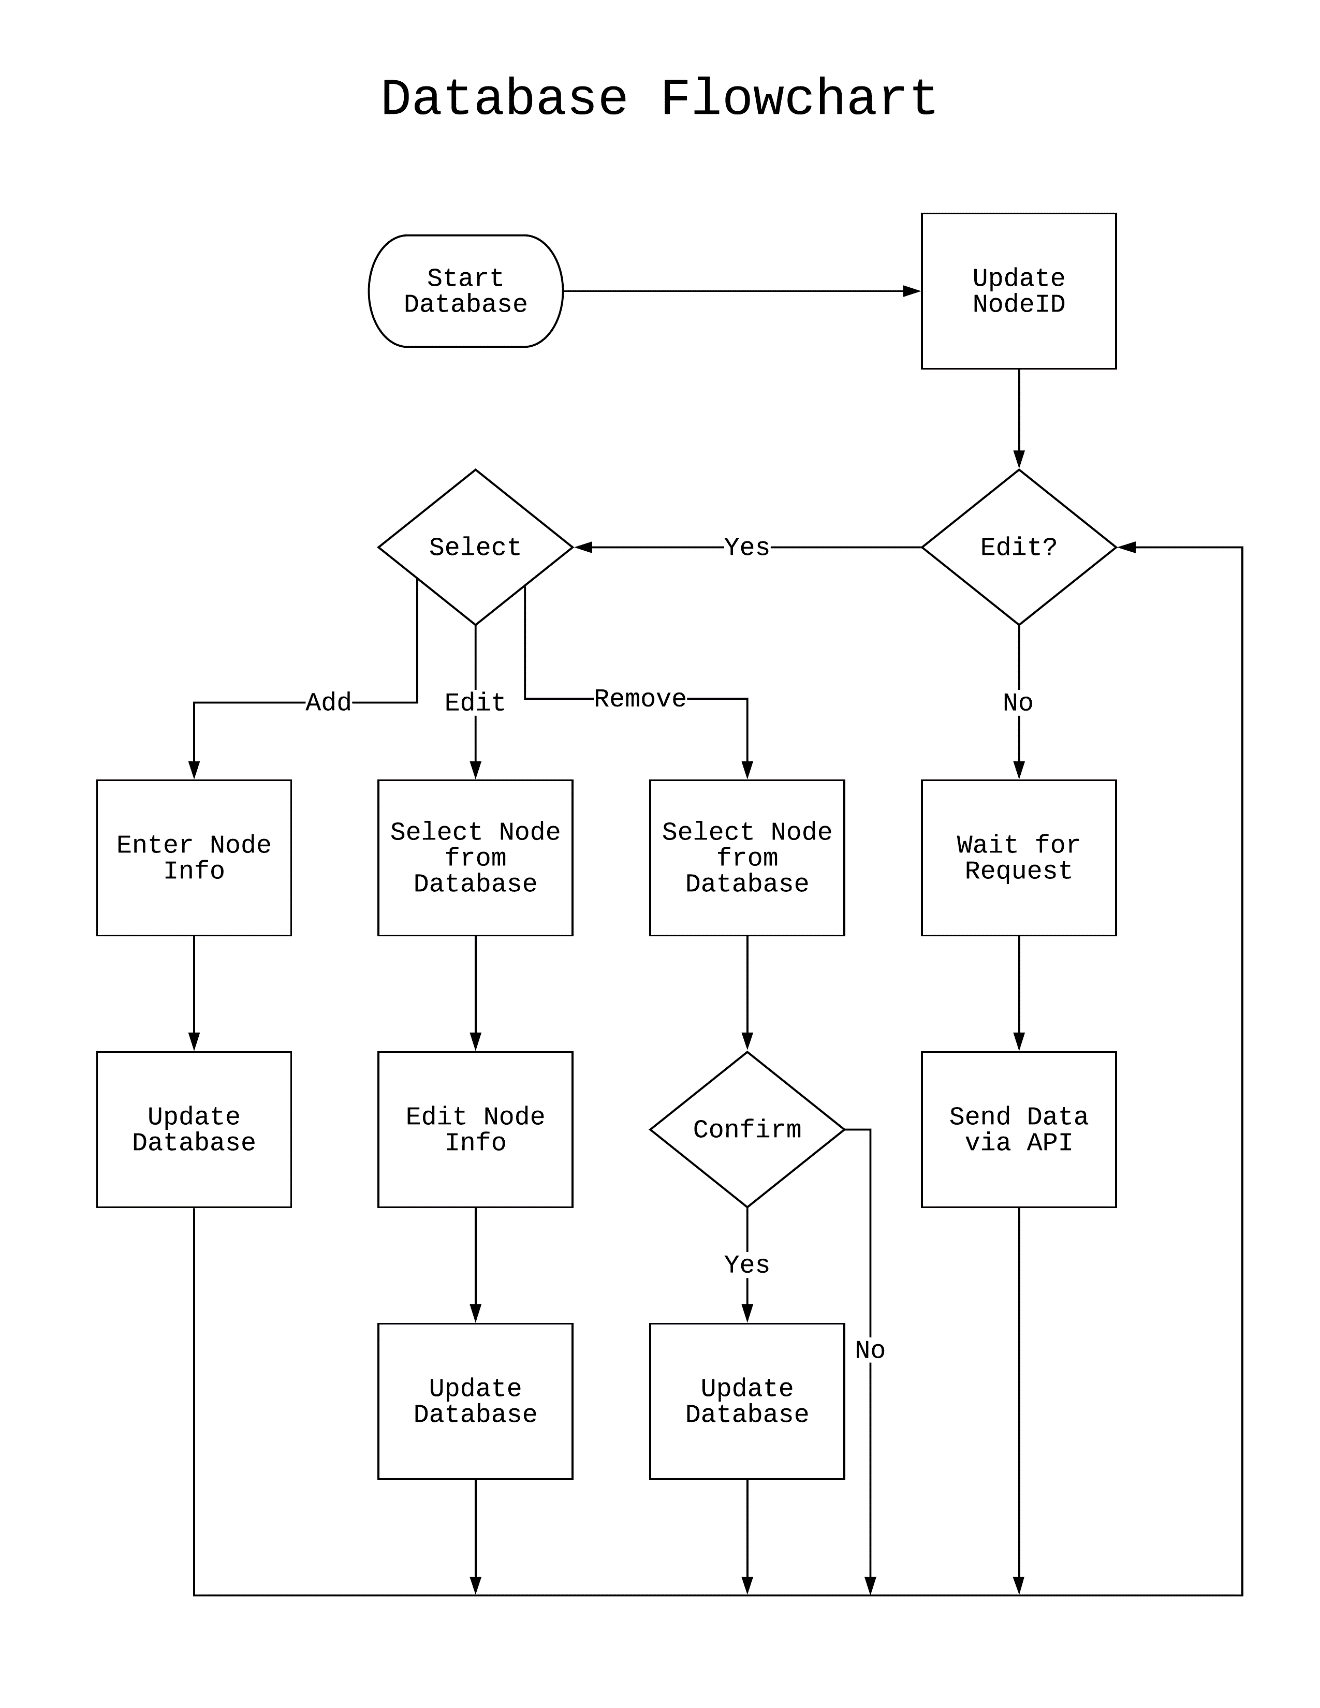 Database Flowchart
Start
Database
Update
NodeID
Select
Yes
Edit?
Add
Edit
Remove
No
Enter Node
Info
Select Node
from
Database
Select Node
from
Database
Wait for
Request
Update
Database
Edit Node
Info
Confirm
Send Data
via API
Yes
No
Update
Database
Update
Database